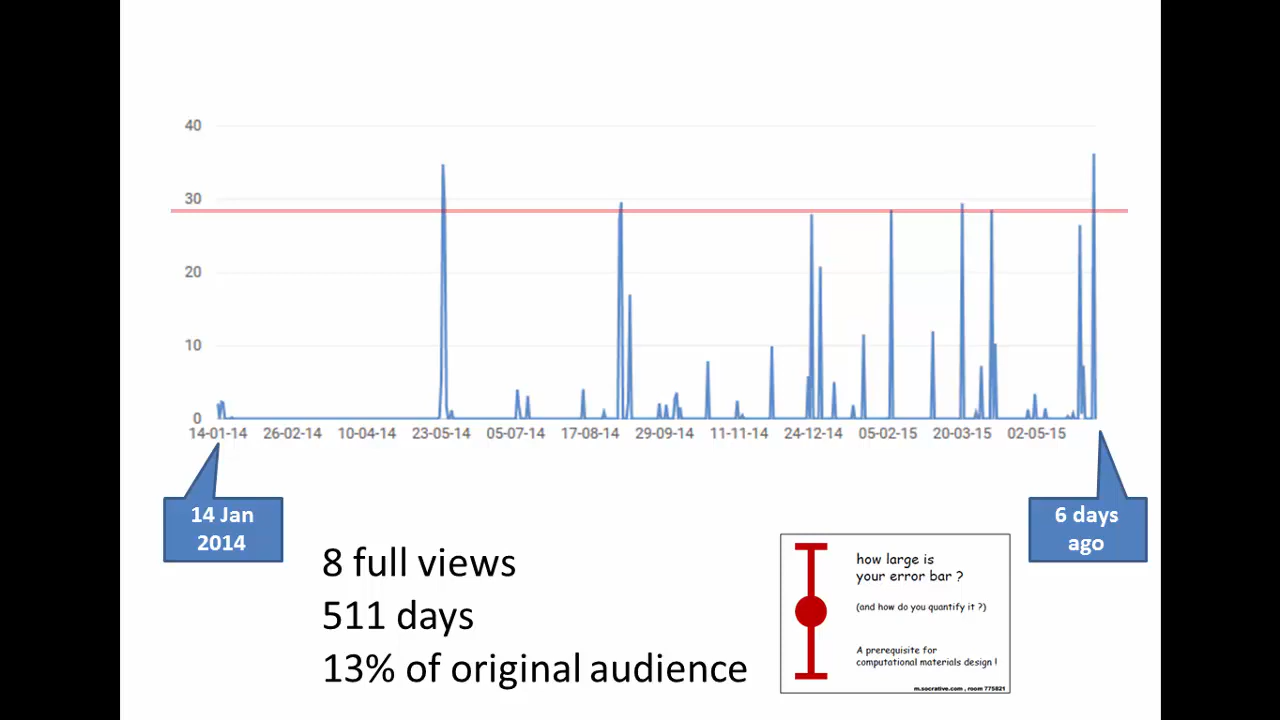 40
30
20
10
0
14-01-14 26-02-14 10-04-14 23-05-14 05-07-14 17-08-14 29-09-14 11-11-14 24-12-14 05-02-15 20-03-15 02-05-15
14 Jan
2014
6 days
ago
8 full views
511 days
13% of original audience
how large is
your error bar ?
(and how do you quantify it ?)
A prerequisite for
computational materials design !
m.socrative.com , room 775821